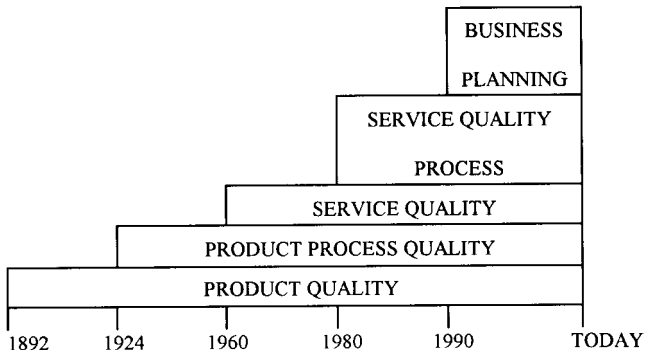 BUSINESS
PLANNING
SERVICE QUALITY
PROCESS
SERVICE QUALITY
PRODUCT PROCESS QUALITY
PRODUCT QUALITY
1892 1924 1960 1980 1990 TODAY